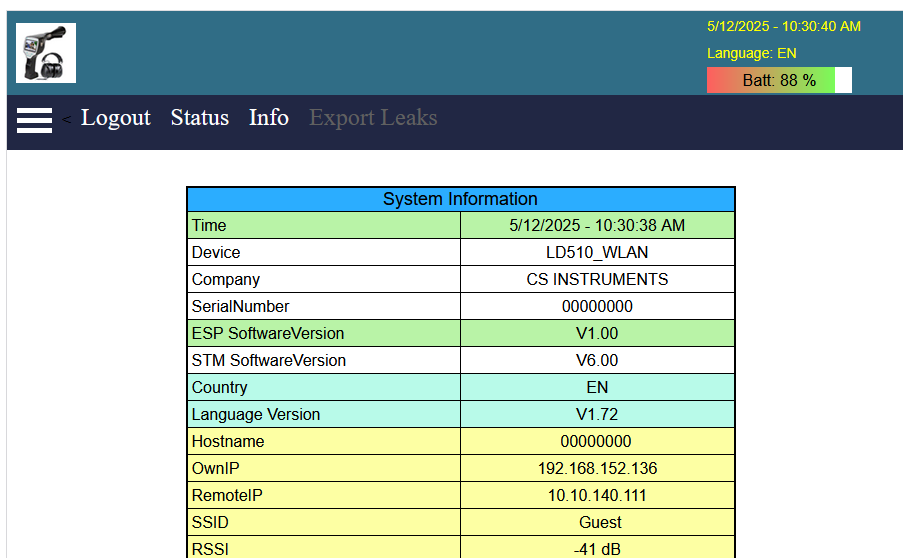 5/12/2025 - 10:30:40 AM
Language: EN
Batt: 88 %
< Logout Status Info Export Leaks
System Information
Time 5/12/2025 - 10:30:38 AM
Device LD510_WLAN
Company CS INSTRUMENTS
SerialNumber 00000000
ESP SoftwareVersion V1.00
STM SoftwareVersion V6.00
Country EN
Language Version V1.72
Hostname 00000000
OwnIP 192.168.152.136
RemoteIP 10.10.140.111
SSID Guest
RSSI -41 dB